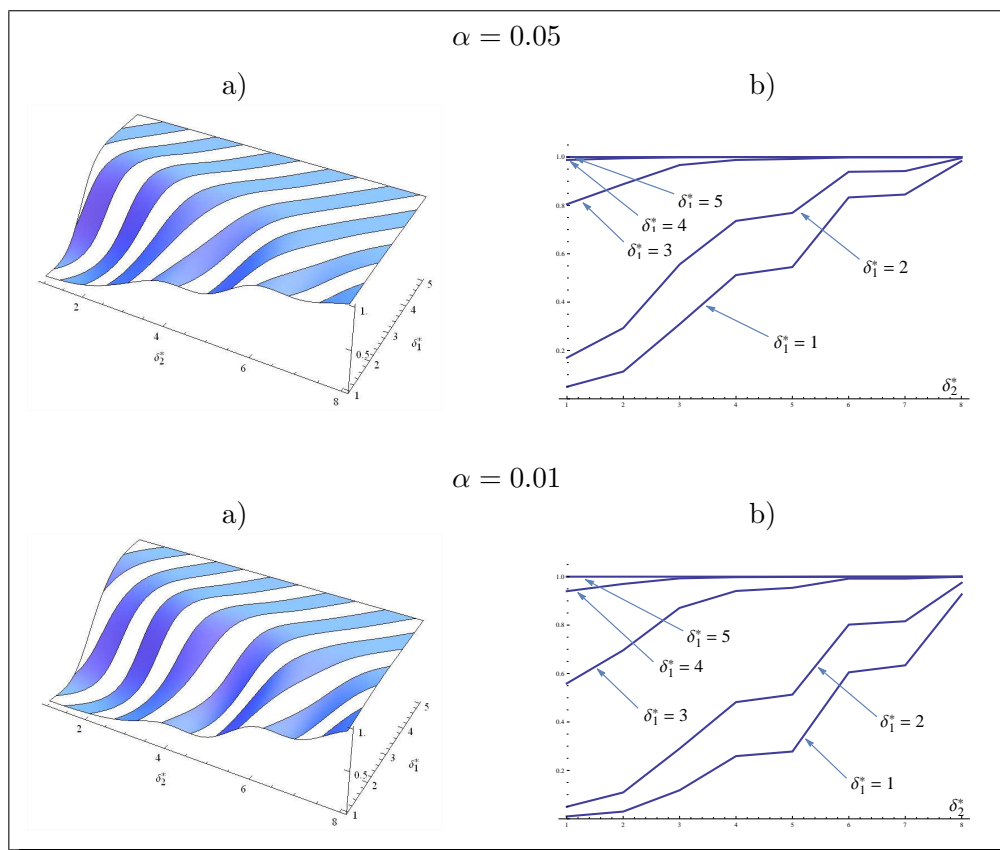 α = 0.05
a)
b)
2
4
6
8
δ₂*
1
2
3
4
5
δ₁*
0.5
1.
1.0
0.8
0.6
0.4
0.2
δ₁* = 5
δ₁* = 4
δ₁* = 3
δ₁* = 2
δ₁* = 1
δ₂*
1 2 3 4 5 6 7 8
α = 0.01
a)
b)
2
4
6
8
δ₂*
1
2
3
4
5
δ₁*
0.5
1.
1.0
0.8
0.6
0.4
0.2
δ₁* = 5
δ₁* = 4
δ₁* = 3
δ₁* = 2
δ₁* = 1
δ₂*
1 2 3 4 5 6 7 8